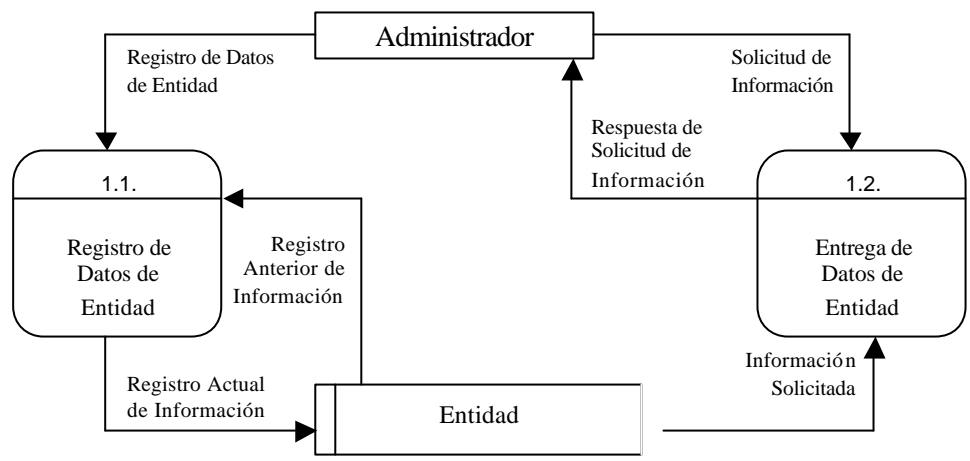 Administrador
Registro de Datos
de Entidad
Solicitud de
Información
Respuesta de
Solicitud de
Información
1.1.
Registro de
Datos de
Entidad
Registro
Anterior de
Información
1.2.
Entrega de
Datos de
Entidad
Registro Actual
de Información
Entidad
Información
Solicitada